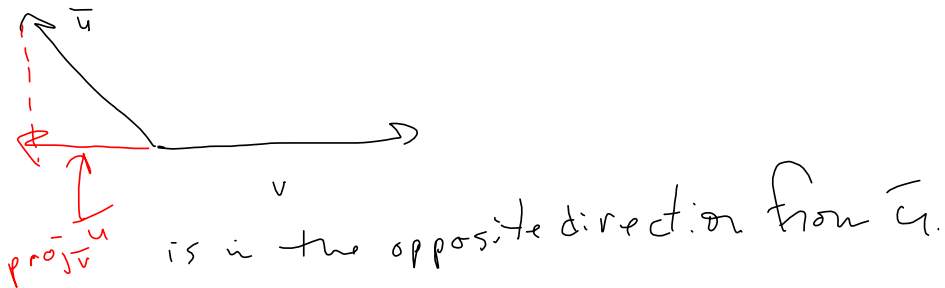 ū
v
proj_v̄ ū is in the opposite direction from ū.